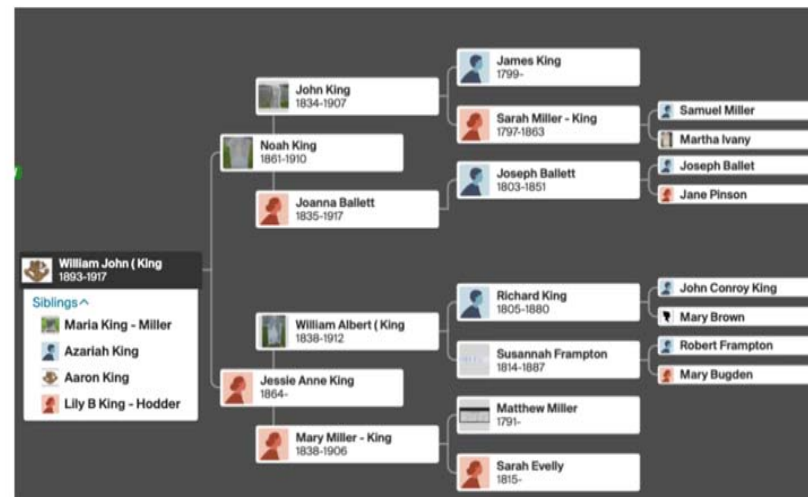 James King
1799-
John King
1834-1907
Sarah Miller - King
1797-1863
Samuel Miller
Martha Ivany
Noah King
1861-1910
Joseph Ballett
1803-1851
Joseph Ballet
Jane Pinson
Joanna Ballett
1835-1917
William John ( King
1893-1917
Siblings
Maria King - Miller
Azariah King
Aaron King
Lily B King - Hodder
Richard King
1805-1880
John Conroy King
Mary Brown
William Albert ( King
1838-1912
Susannah Frampton
1814-1887
Robert Frampton
Mary Bugden
Jessie Anne King
1864-
Matthew Miller
1791-
Mary Miller - King
1838-1906
Sarah Evelly
1815-